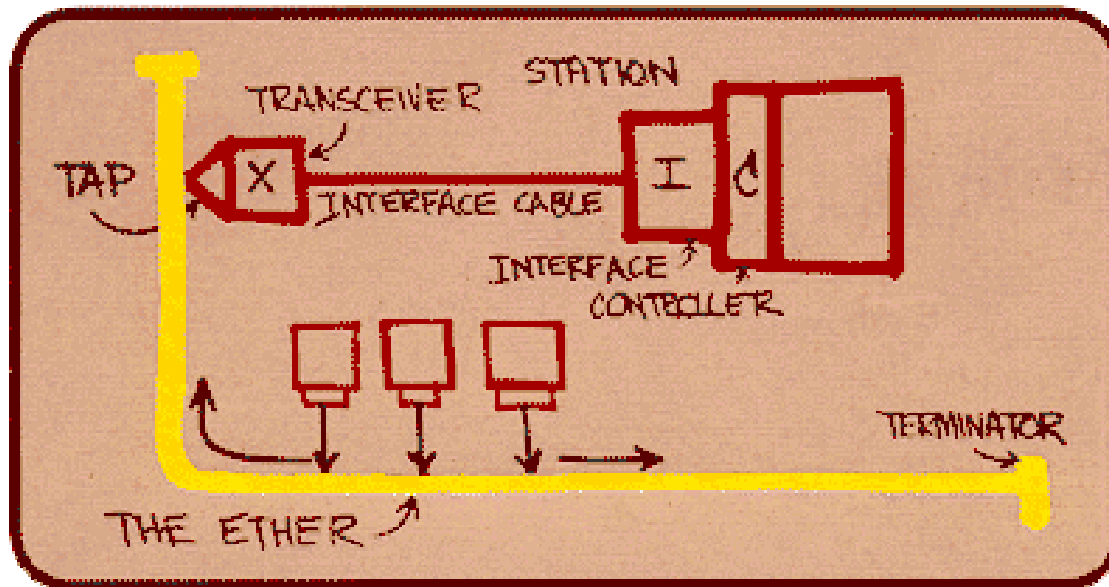 STATION
TRANSCEIVER
TAP
X
I
C
INTERFACE CABLE
INTERFACE
CONTROLLER
TERMINATOR
THE ETHER